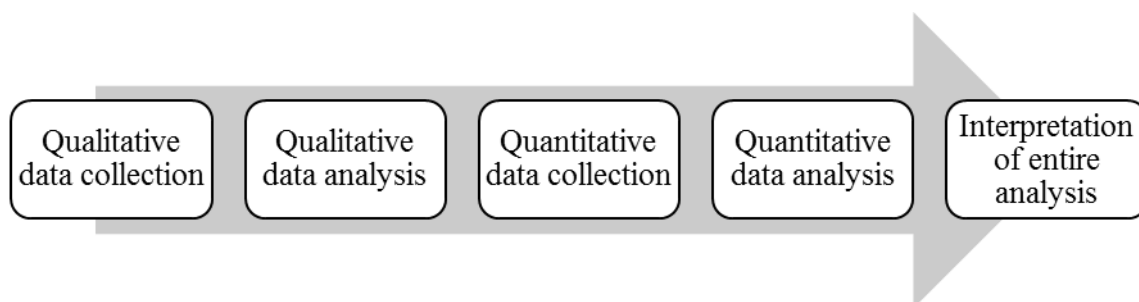 Qualitative
data collection
Qualitative
data analysis
Quantitative
data collection
Quantitative
data analysis
Interpretation
of entire
analysis